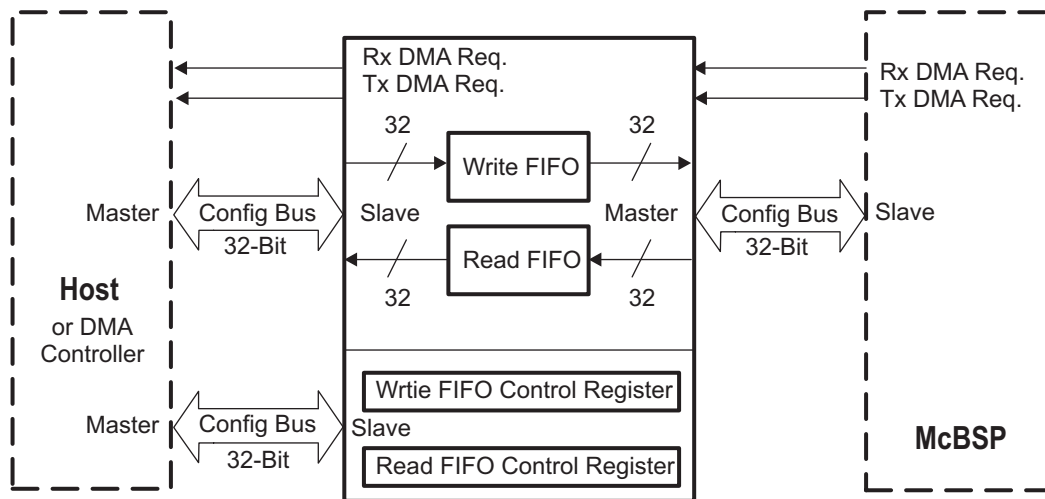 Rx DMA Req.
Tx DMA Req.
Rx DMA Req.
Tx DMA Req.
32
32
Write FIFO
Master
Config Bus
32-Bit
Slave
Master
Config Bus
32-Bit
Slave
Read FIFO
32
32
Host
or DMA
Controller
Wrtie FIFO Control Register
Master
Config Bus
32-Bit
Slave
Read FIFO Control Register
McBSP